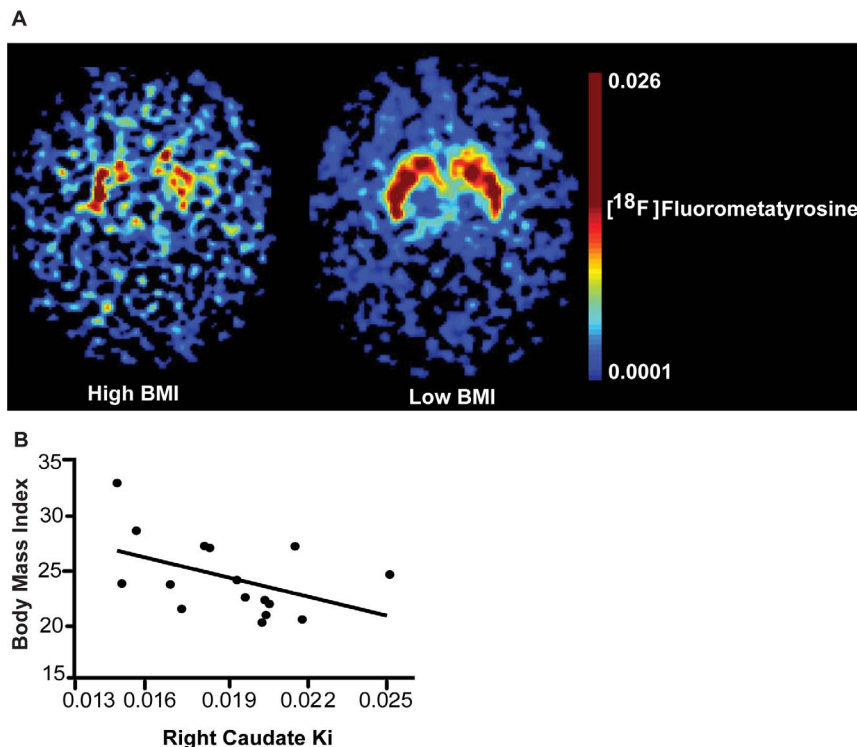 A
0.026
[18F]Fluorometatyrosine
0.0001
High BMI
Low BMI
B
35
30
25
20
15
Body Mass Index
0.013
0.016
0.019
0.022
0.025
Right Caudate Ki